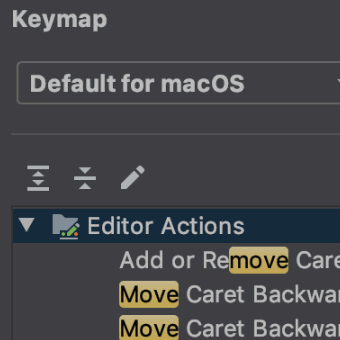 Keymap
Default for macOS
Editor Actions
Add or Remove Care
Move Caret Backwar
Move Caret Backwar